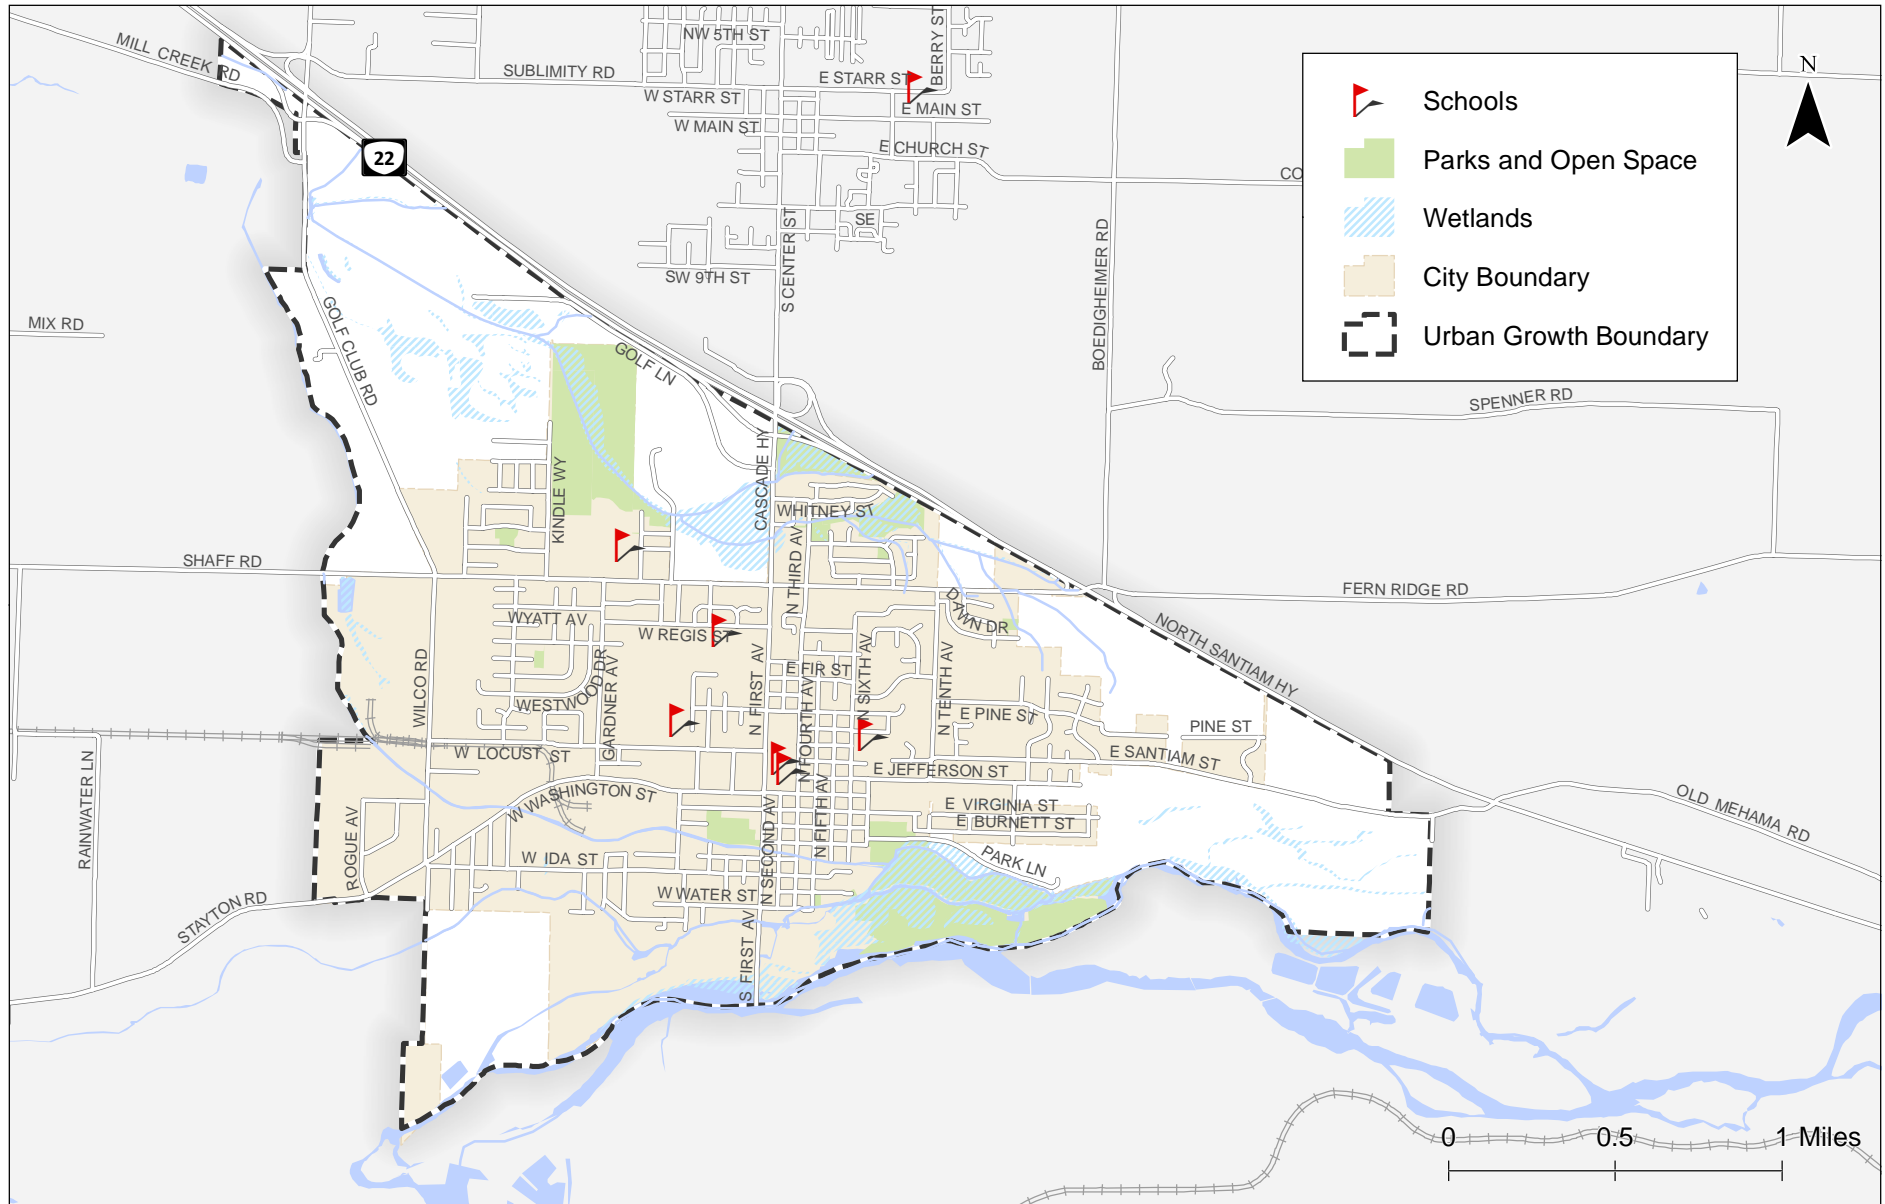 NW 5TH ST
BERRY ST
MILL CREEK RD
SUBLIMITY RD
E STARR ST
W STARR ST
E MAIN ST
W MAIN ST
E CHURCH ST
22
CO
SE
S CENTER ST
SW 9TH ST
BOEDIGHEIMER RD
N
Schools
Parks and Open Space
Wetlands
City Boundary
Urban Growth Boundary
MIX RD
GOLF CLUB RD
GOLF LN
SPENNER RD
CASCADE HY
KINDLE WY
WHITNEY ST
SHAFF RD
N THIRD AV
FERN RIDGE RD
DAWN DR
WYATT AV
W REGIS ST
NORTH SANTIAM HY
WILCO RD
WESTWOOD DR
GARDNER AV
N FIRST AV
E FIR ST
N FOURTH AV
N SIXTH AV
N TENTH AV
E PINE ST
PINE ST
W LOCUST ST
E SANTIAM ST
E JEFFERSON ST
RAINWATER LN
W WASHINGTON ST
E VIRGINIA ST
E BURNETT ST
OLD MEHAMA RD
ROGUE AV
N SECOND AV
N FIFTH AV
W IDA ST
PARK LN
W WATER ST
STAYTON RD
S FIRST AV
0 0.5 1 Miles